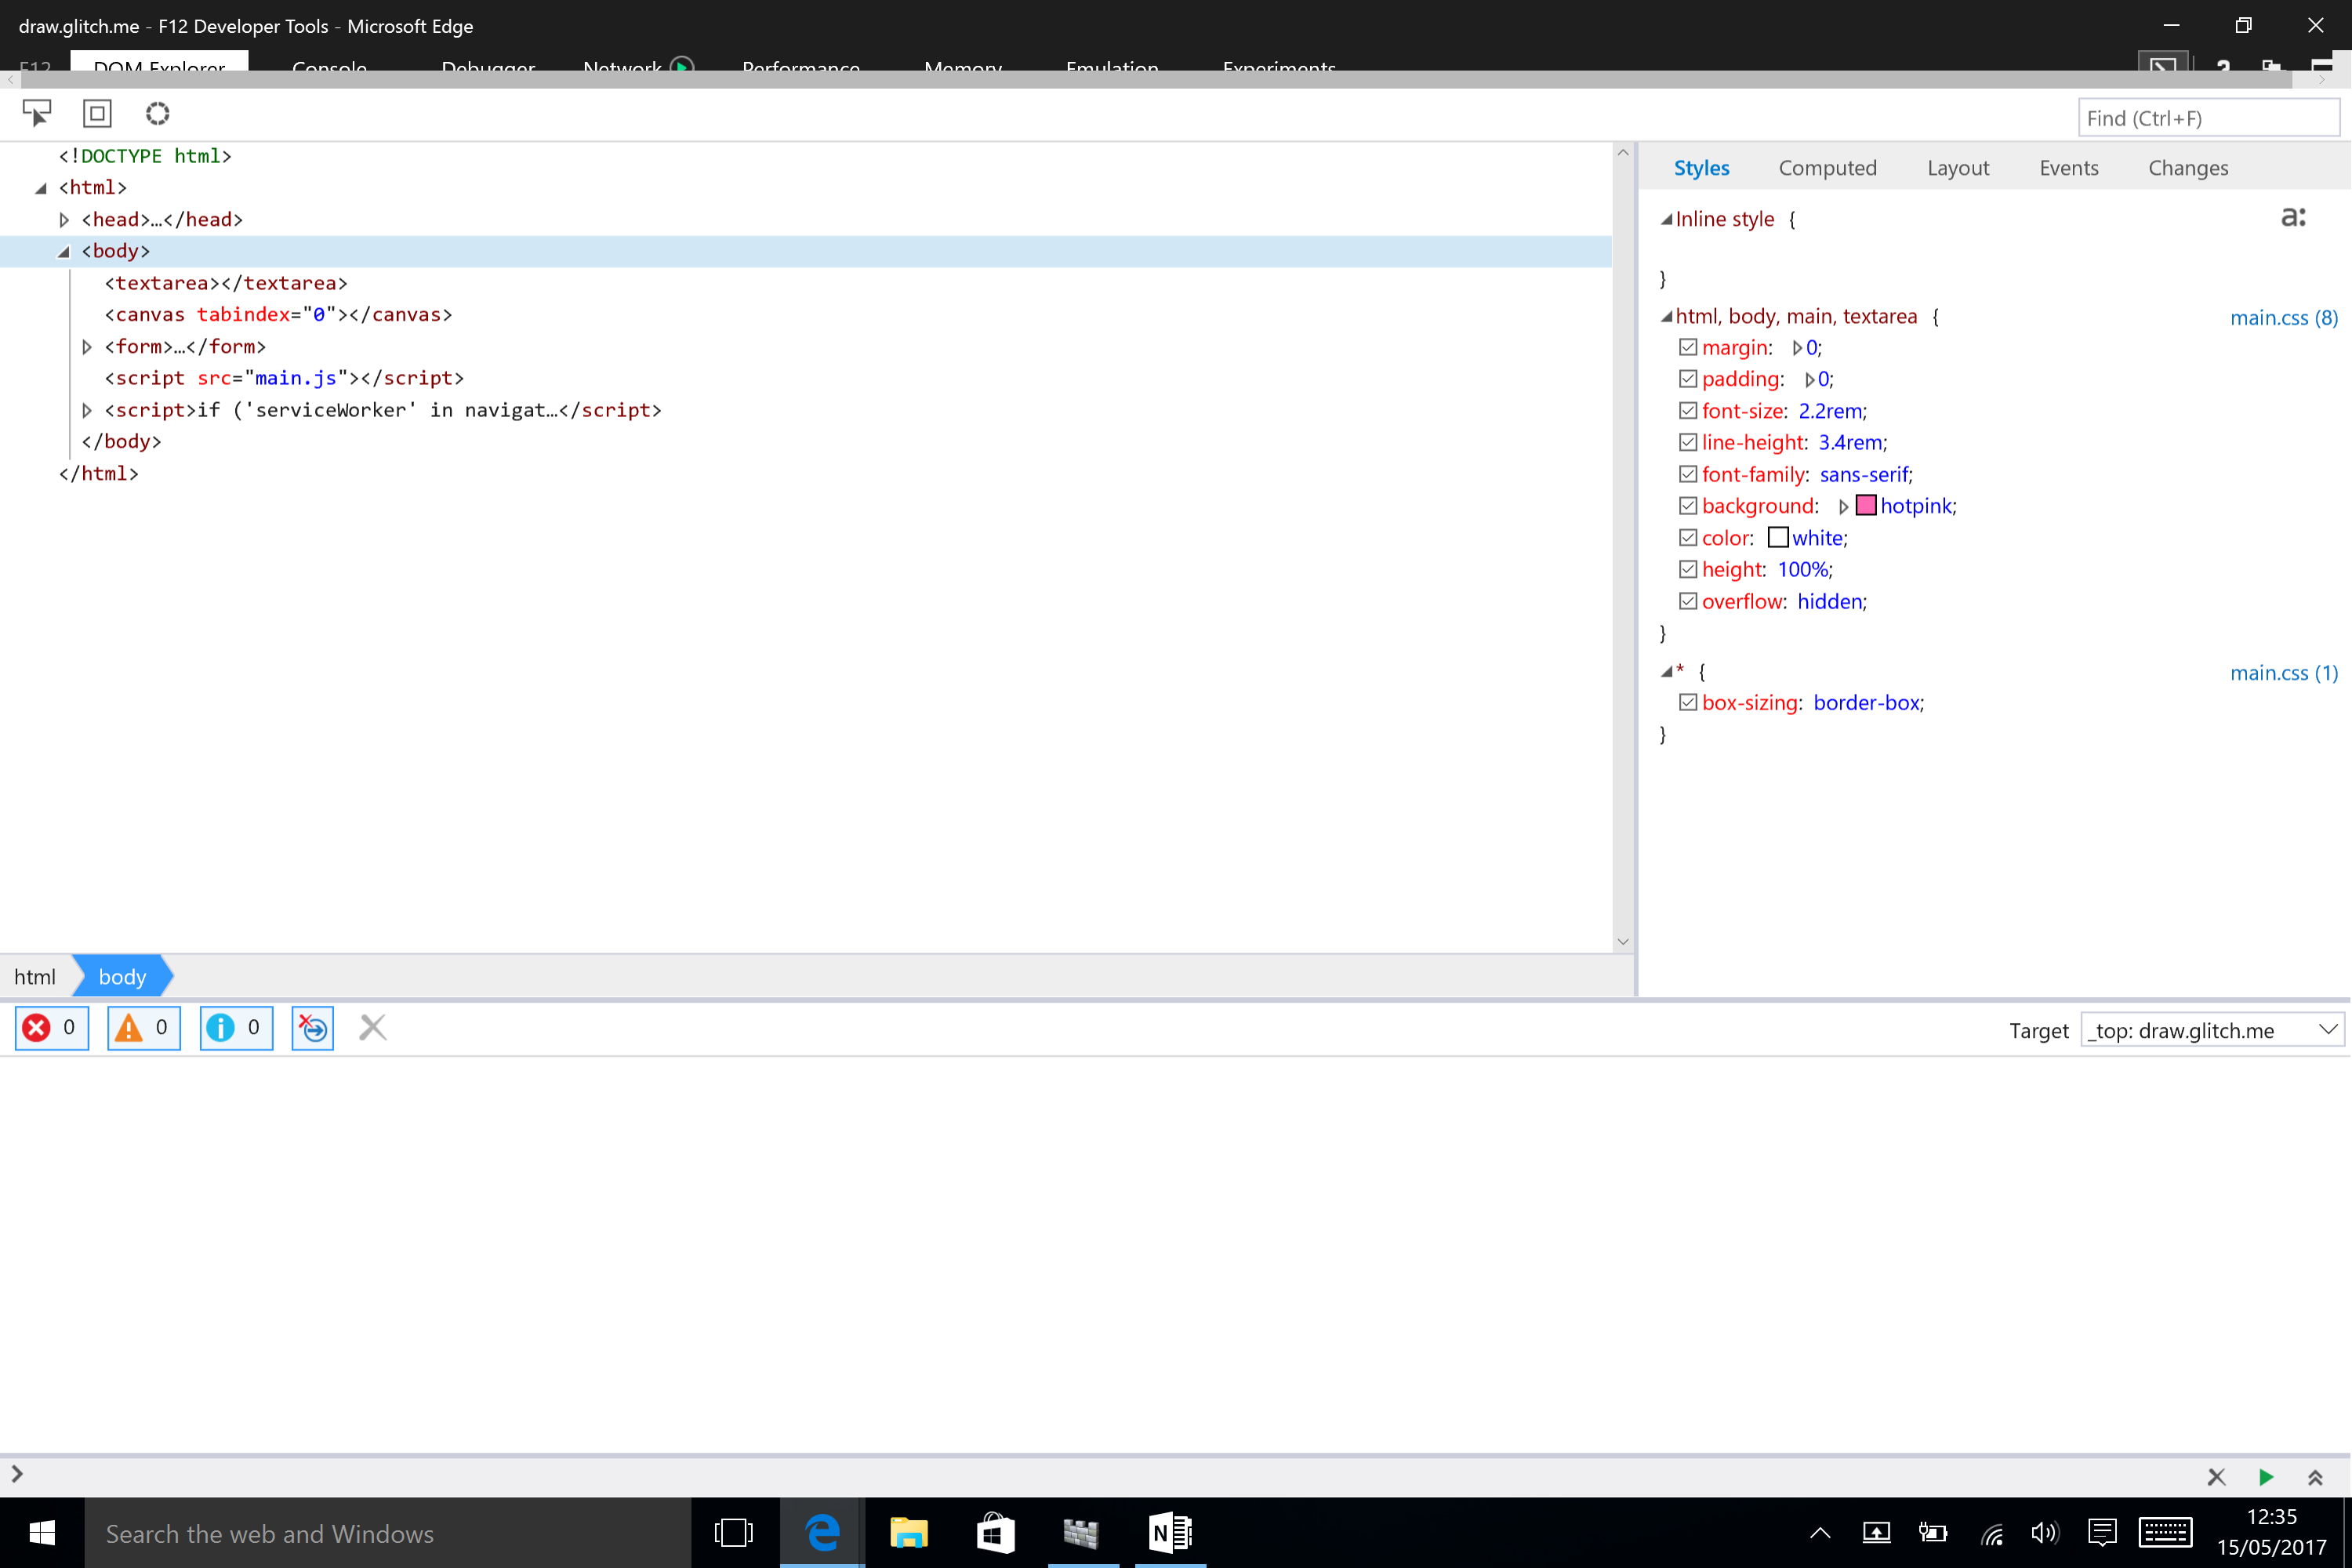 draw.glitch.me - F12 Developer Tools - Microsoft Edge
F12 DOM Explorer Console Debugger Network Performance Memory Emulation Experiments ?
Find (Ctrl+F)
<!DOCTYPE html>
<html>
<head>…</head>
<body>
<textarea></textarea>
<canvas tabindex="0"></canvas>
<form>…</form>
<script src="main.js"></script>
<script>if ('serviceWorker' in navigat…</script>
</body>
</html>
html body
Styles Computed Layout Events Changes
Inline style {
a:
}
html, body, main, textarea { main.css (8)
margin: 0;
padding: 0;
font-size: 2.2rem;
line-height: 3.4rem;
font-family: sans-serif;
background: hotpink;
color: white;
height: 100%;
overflow: hidden;
}
* { main.css (1)
box-sizing: border-box;
}
0 0 0
Target _top: draw.glitch.me
Search the web and Windows
N
12:35
15/05/2017